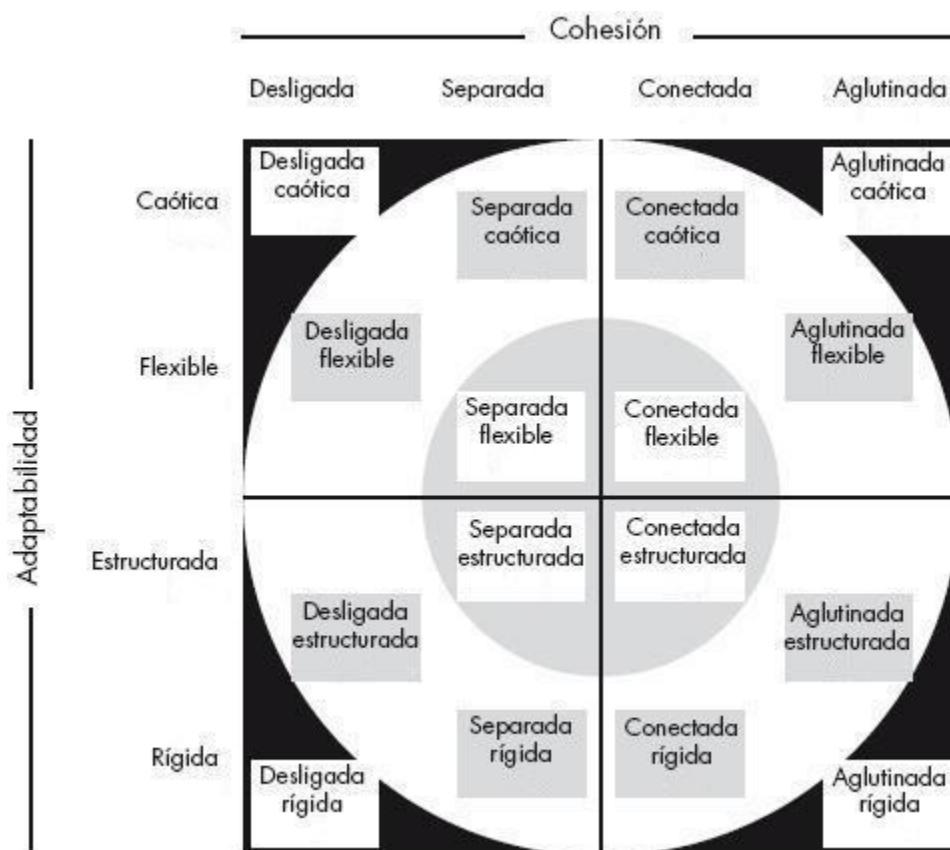 Cohesión
Desligada Separada Conectada Aglutinada
Adaptabilidad
Caótica
Desligada
caótica
Separada
caótica
Conectada
caótica
Aglutinada
caótica
Flexible
Desligada
flexible
Separada
flexible
Conectada
flexible
Aglutinada
flexible
Estructurada
Desligada
estructurada
Separada
estructurada
Conectada
estructurada
Aglutinada
estructurada
Rígida
Desligada
rígida
Separada
rígida
Conectada
rígida
Aglutinada
rígida